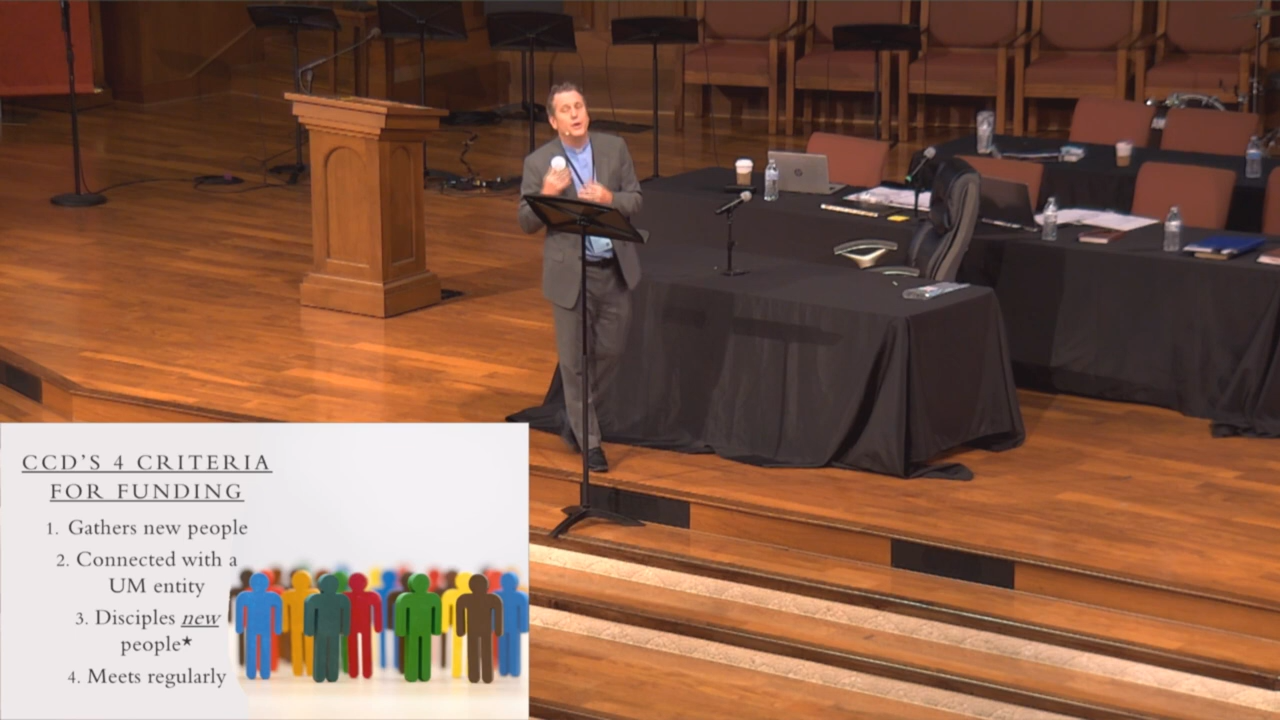 CCD'S 4 CRITERIA
FOR FUNDING
1. Gathers new people
2. Connected with a
UM entity
3. Disciples new
people*
4. Meets regularly